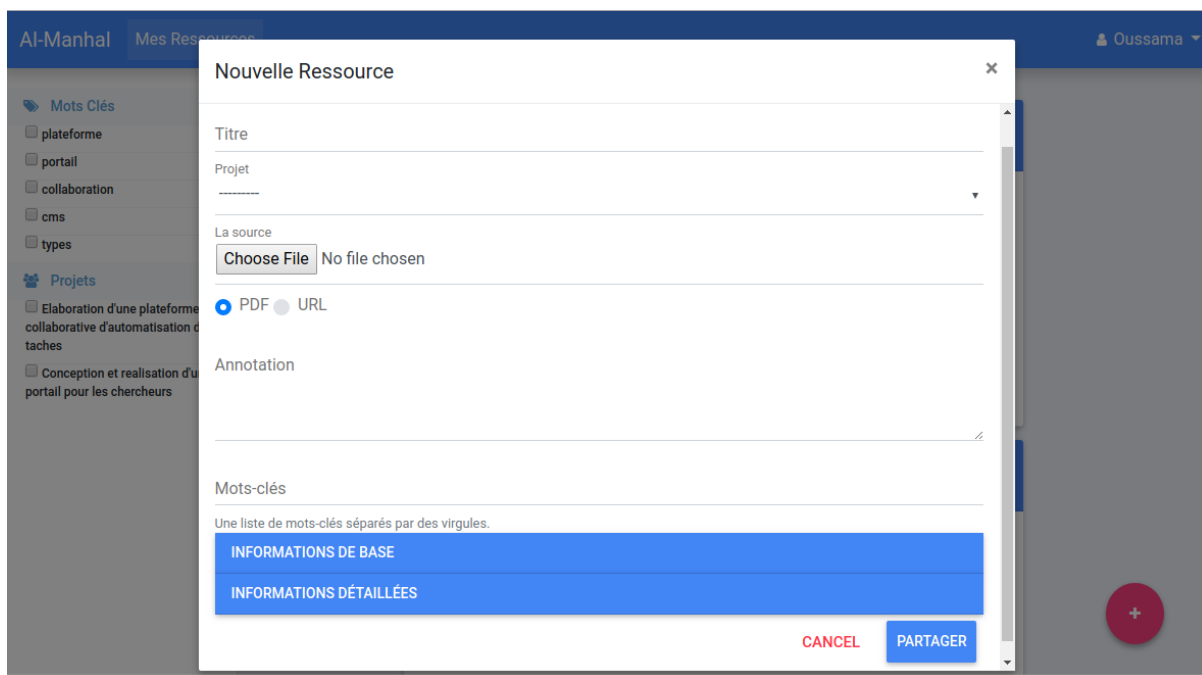 Al-Manhal Mes Ressources Oussama
Mots Clés
plateforme
portail
collaboration
cms
types
Projets
Elaboration d'une plateforme
collaborative d'automatisation d
taches
Conception et realisation d'u
portail pour les chercheurs
Nouvelle Ressource ×
Titre
Projet
---------
La source
Choose File No file chosen
PDF URL
Annotation
Mots-clés
Une liste de mots-clés séparés par des virgules.
INFORMATIONS DE BASE
INFORMATIONS DÉTAILLÉES
CANCEL PARTAGER
+